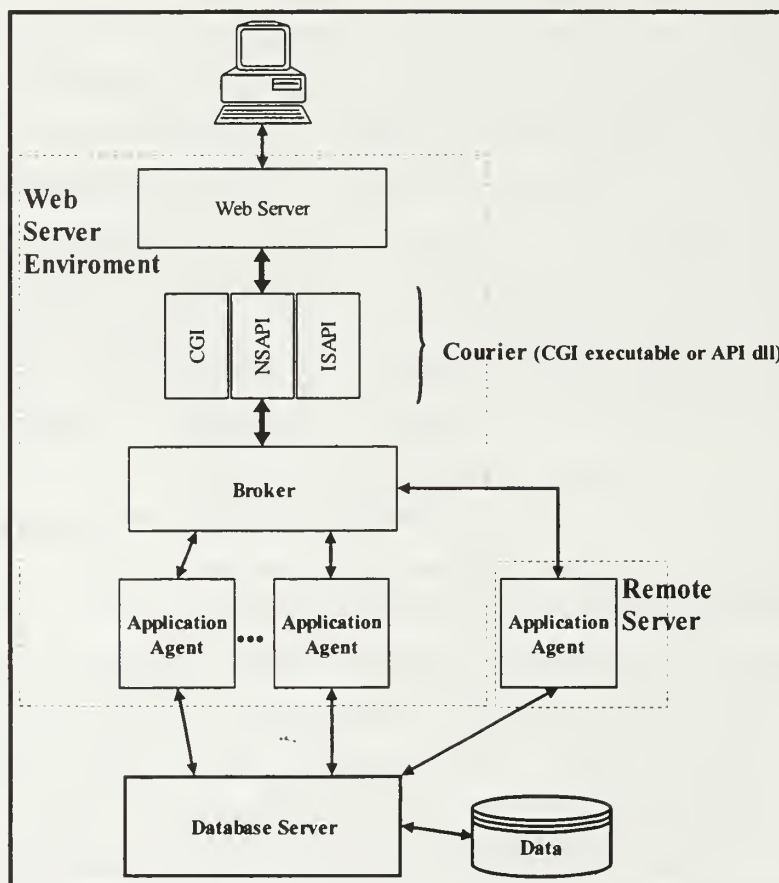 Web Server
Web
Server
Enviroment
CGI
NSAPI
ISAPI
Courier (CGI executable or API dll)
Broker
Application
Agent
...
Application
Agent
Application
Agent
Remote
Server
Database Server
Data